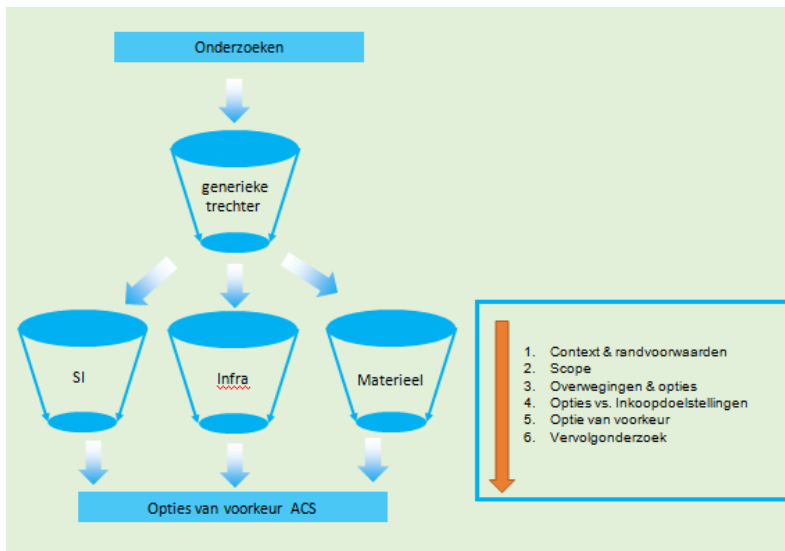 Onderzoeken
generieke
trechter
SI
Infra
Materieel
Opties van voorkeur ACS
1. Context & randvoorwaarden
2. Scope
3. Overwegingen & opties
4. Opties vs. Inkoopdoelstellingen
5. Optie van voorkeur
6. Vervolgonderzoek